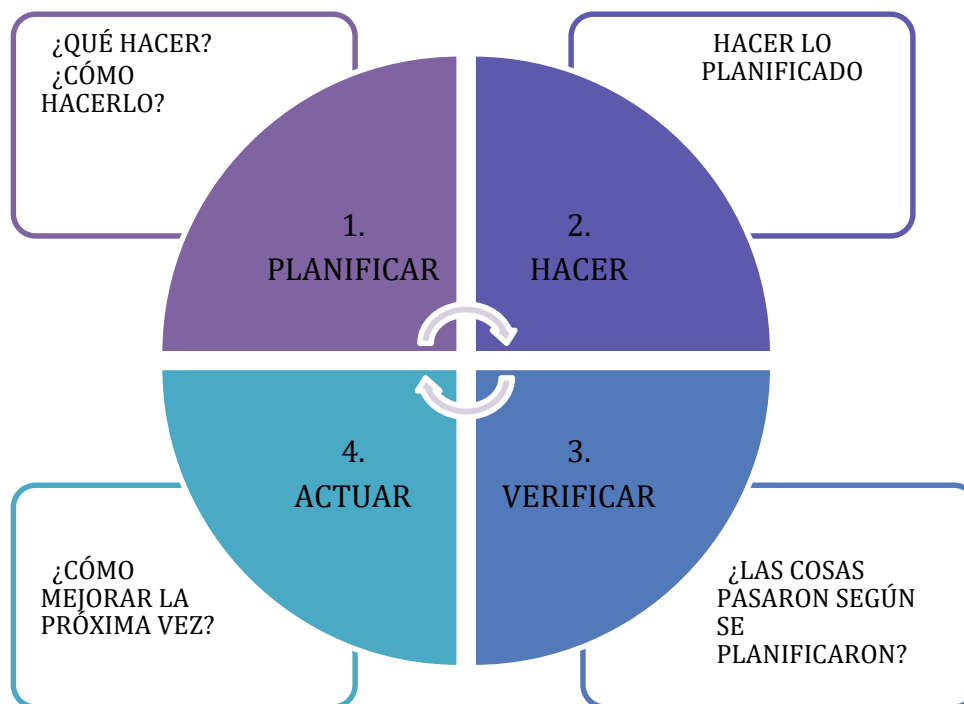 ¿QUÉ HACER?
¿CÓMO
HACERLO?
HACER LO
PLANIFICADO
1.
PLANIFICAR
2.
HACER
4.
ACTUAR
3.
VERIFICAR
¿CÓMO
MEJORAR LA
PRÓXIMA VEZ?
¿LAS COSAS
PASARON SEGÚN
SE
PLANIFICARON?